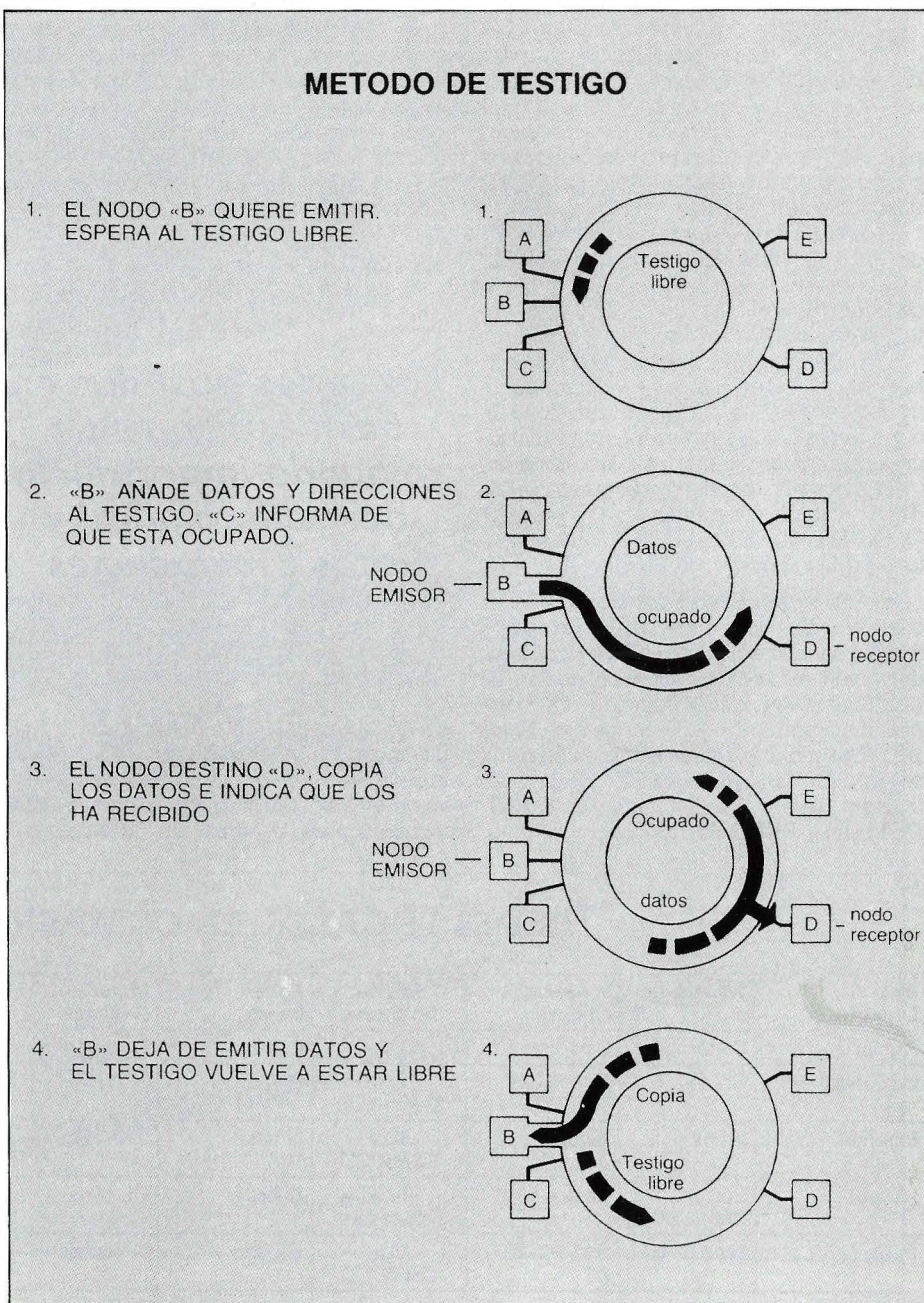 METODO DE TESTIGO
1. EL NODO «B» QUIERE EMITIR.
ESPERA AL TESTIGO LIBRE.
1.
A
B
C
Testigo
libre
E
D
2. «B» AÑADE DATOS Y DIRECCIONES
AL TESTIGO. «C» INFORMA DE
QUE ESTA OCUPADO.
2.
NODO
EMISOR
A
B
C
Datos
ocupado
E
D
nodo
receptor
3. EL NODO DESTINO «D», COPIA
LOS DATOS E INDICA QUE LOS
HA RECIBIDO
3.
NODO
EMISOR
A
B
C
Ocupado
datos
E
D
nodo
receptor
4. «B» DEJA DE EMITIR DATOS Y
EL TESTIGO VUELVE A ESTAR LIBRE
4.
A
B
C
Copia
Testigo
libre
E
D